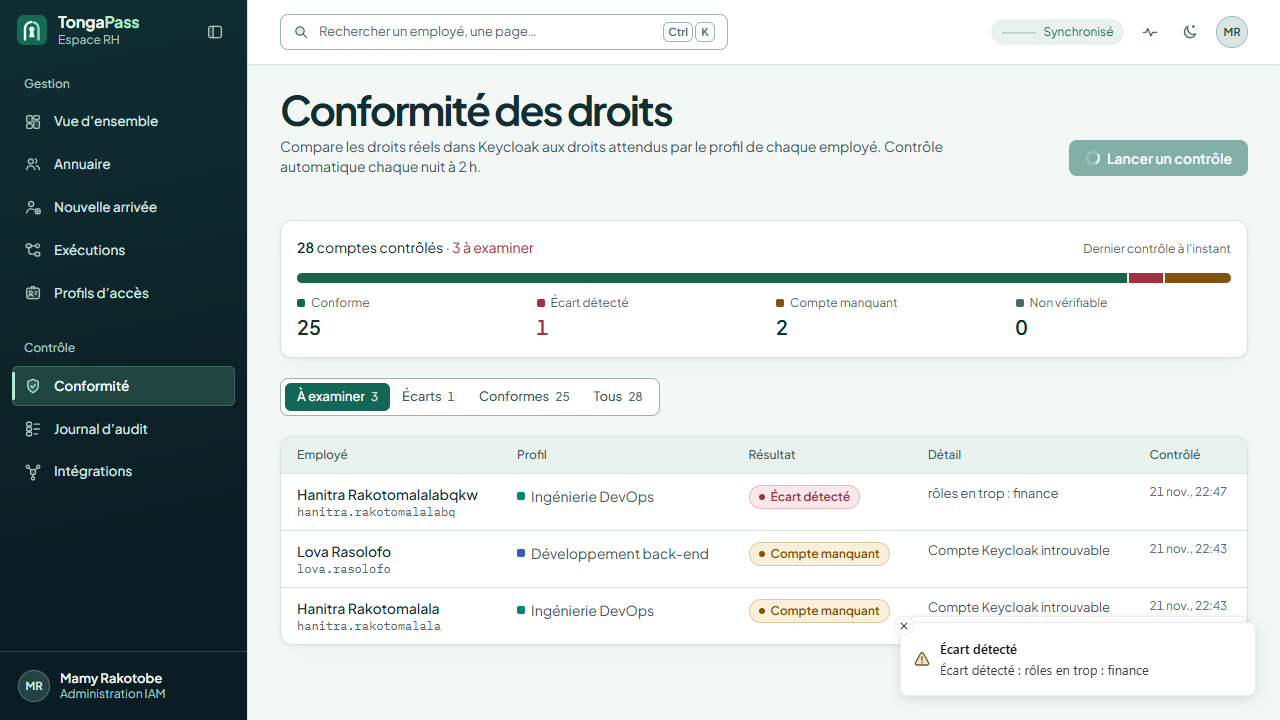 TongaPass
Espace RH
Gestion
Vue d’ensemble
Annuaire
Nouvelle arrivée
Exécutions
Profils d’accès
Contrôle
Conformité
Journal d’audit
Intégrations
MR
Mamy Rakotobe
Administration IAM
Rechercher un employé, une page… Ctrl K
Synchronisé
MR
Conformité des droits
Compare les droits réels dans Keycloak aux droits attendus par le profil de chaque employé. Contrôle
automatique chaque nuit à 2 h.
Lancer un contrôle
28 comptes contrôlés · 3 à examiner
Dernier contrôle à l’instant
Conforme Écart détecté Compte manquant Non vérifiable
25 1 2 0
À examiner 3 Écarts 1 Conformes 25 Tous 28
Employé Profil Résultat Détail Contrôlé
Hanitra Rakotomalalabqkw Ingénierie DevOps Écart détecté rôles en trop : finance 21 nov., 22:47
hanitra.rakotomalalabq
Lova Rasolofo Développement back-end Compte manquant Compte Keycloak introuvable 21 nov., 22:43
lova.rasolofo
Hanitra Rakotomalala Ingénierie DevOps Compte manquant Compte Keycloak introuvable 21 nov., 22:43
hanitra.rakotomalala
Écart détecté
Écart détecté : rôles en trop : finance